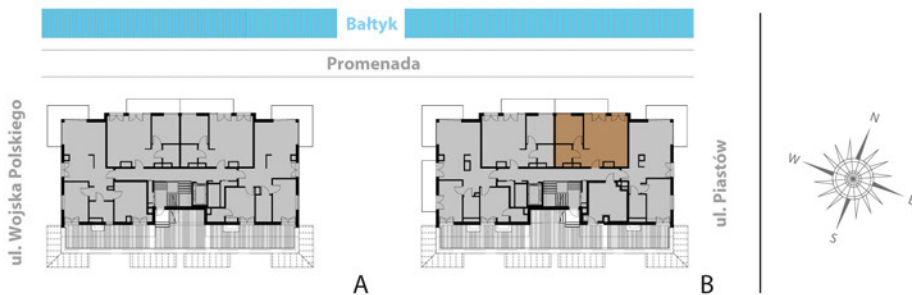 Bałtyk
Promenada
ul. Wojska Polskiego
ul. Piastów
A
B
N
W
E
S